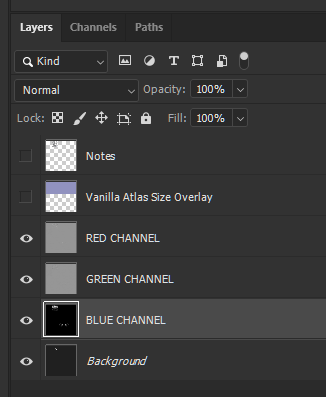 Layers Channels Paths
Kind T
Normal Opacity: 100%
Lock: Fill: 100%
Notes
Vanilla Atlas Size Overlay
RED CHANNEL
GREEN CHANNEL
BLUE CHANNEL
Background